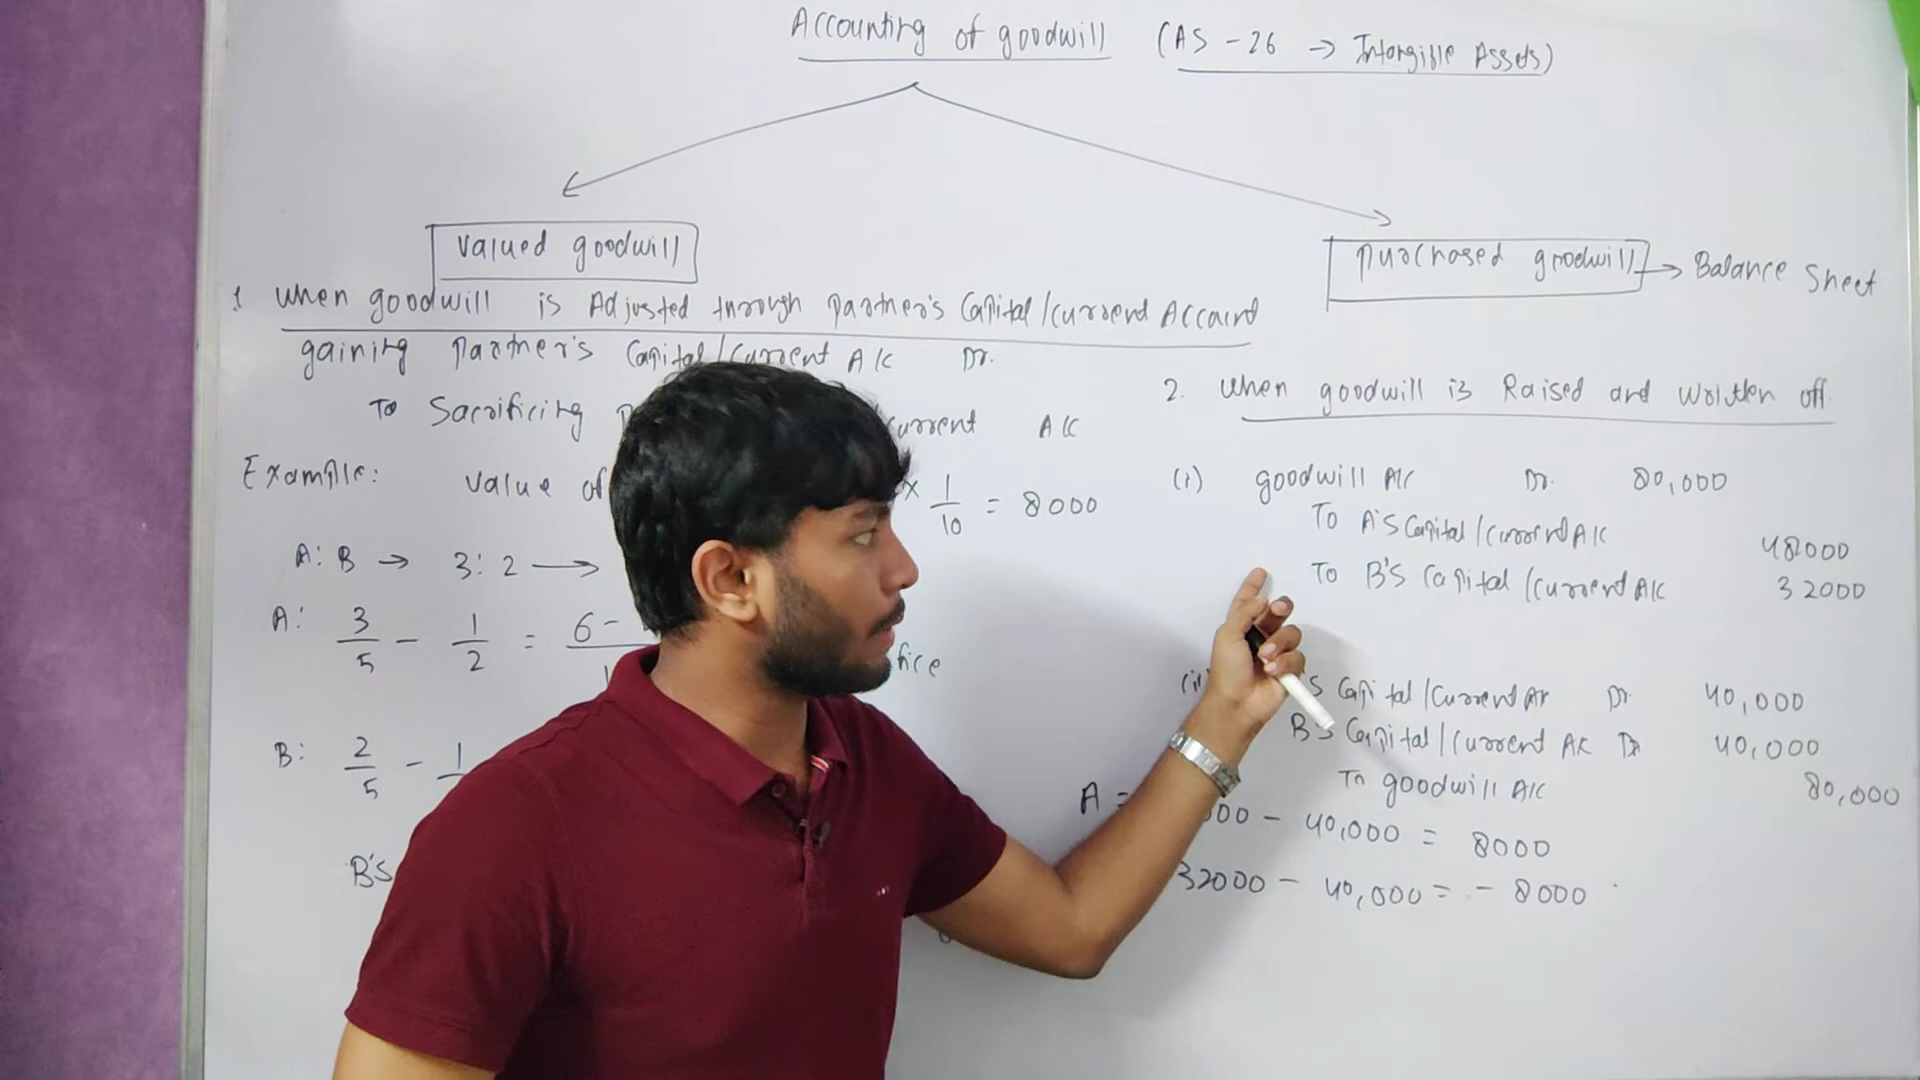 Accounting of goodwill (AS - 26 → Intangible Assets)
Valued goodwill
purchased goodwill → Balance Sheet
1 When goodwill is Adjusted through partner's Capital/current Account
gaining partner's Capital/Current A/C Dr.
To Sacrificing current A/C
Example: value of × 1/10 = 8000
A: B → 3: 2 →
A: 3/5 - 1/2 = 6 -
B: 2/5 - 1
B's
2. When goodwill is Raised and written off
(i) goodwill A/C Dr. 80,000
To A's Capital/Current A/C 48000
To B's Capital/Current A/C 32000
's Capital/Current A/C Dr 40,000
B's Capital/Current A/C Dr 40,000
To goodwill A/C 80,000
A = 000 - 40,000 = 8000
32000 - 40,000 = - 8000